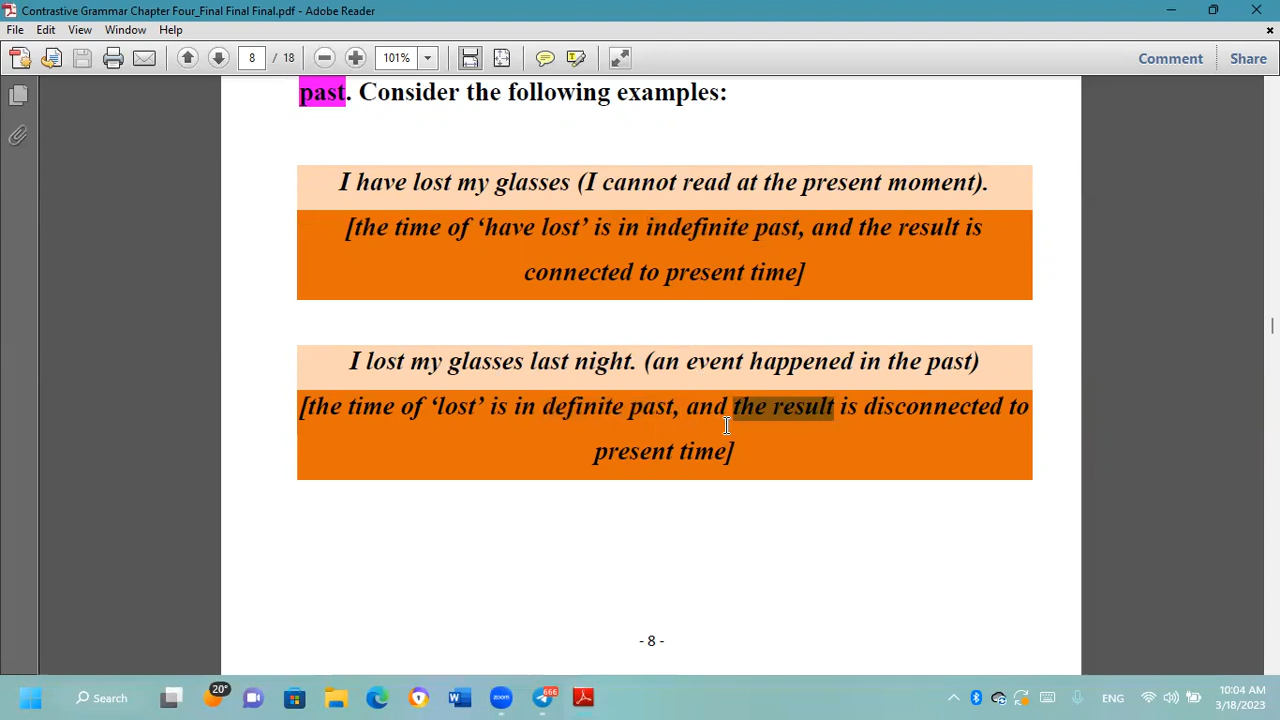 Contrastive Grammar Chapter Four_Final Final Final.pdf - Adobe Reader
File Edit View Window Help
8 / 18 101% Comment Share
past. Consider the following examples:
I have lost my glasses (I cannot read at the present moment).
[the time of ‘have lost’ is in indefinite past, and the result is
connected to present time]
I lost my glasses last night. (an event happened in the past)
[the time of ‘lost’ is in definite past, and the result is disconnected to
present time]
- 8 -
Search 20° zoom W 666 ENG 10:04 AM
3/18/2023